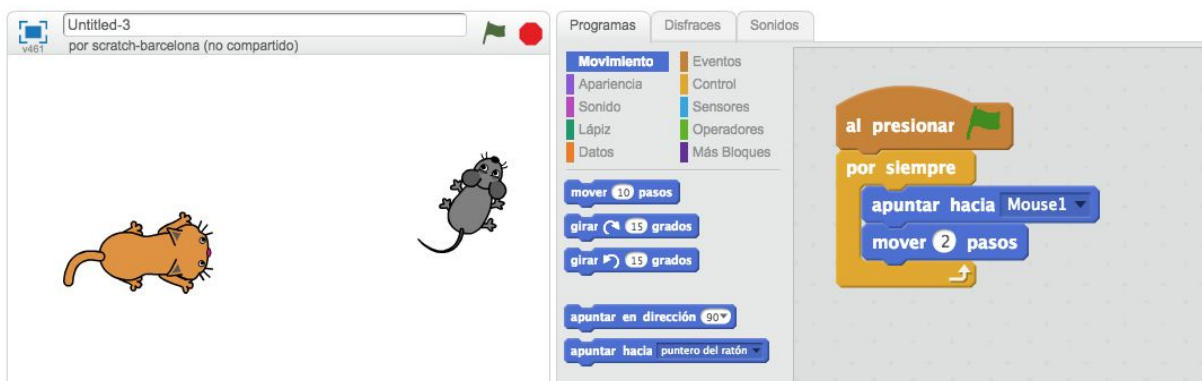 Untitled-3
v461
por scratch-barcelona (no compartido)
Programas Disfraces Sonidos
Movimiento Eventos
Apariencia Control
Sonido Sensores
Lápiz Operadores
Datos Más Bloques
mover 10 pasos
girar 15 grados
girar 15 grados
apuntar en dirección 90
apuntar hacia puntero del ratón
al presionar
por siempre
apuntar hacia Mouse1
mover 2 pasos